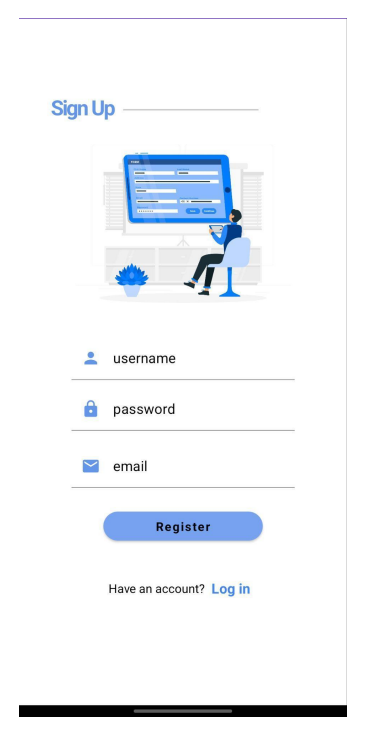 Sign Up
username
password
email
Register
Have an account? Log in